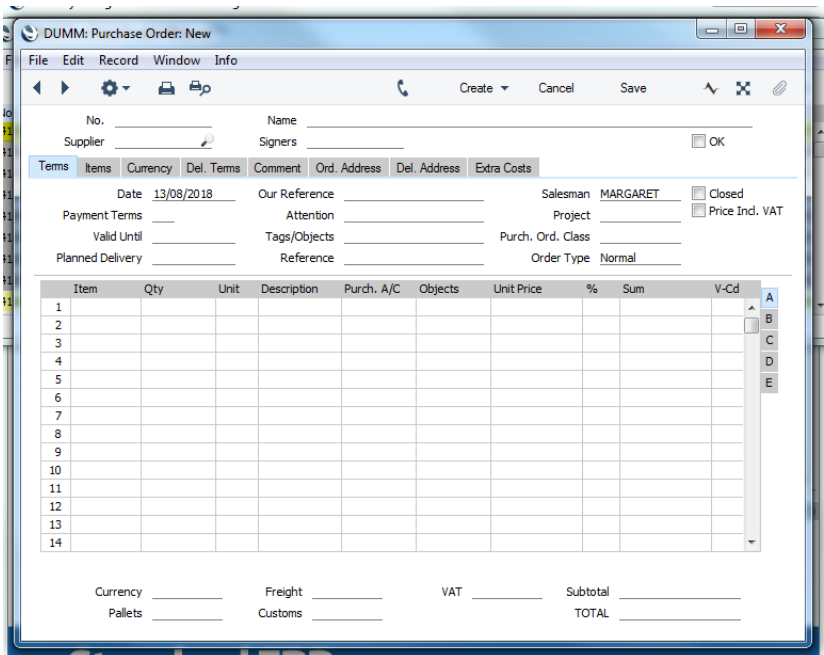 DUMM: Purchase Order: New
File Edit Record Window Info
Create Cancel Save
No. Name
Supplier Signers OK
Terms Items Currency Del. Terms Comment Ord. Address Del. Address Extra Costs
Date 13/08/2018 Our Reference Salesman MARGARET Closed
Payment Terms Attention Project Price Incl. VAT
Valid Until Tags/Objects Purch. Ord. Class
Planned Delivery Reference Order Type Normal
Item Qty Unit Description Purch. A/C Objects Unit Price % Sum V-Cd
A
1
2 B
3 C
4 D
5 E
6
7
8
9
10
11
12
13
14
Currency Freight VAT Subtotal
Pallets Customs TOTAL